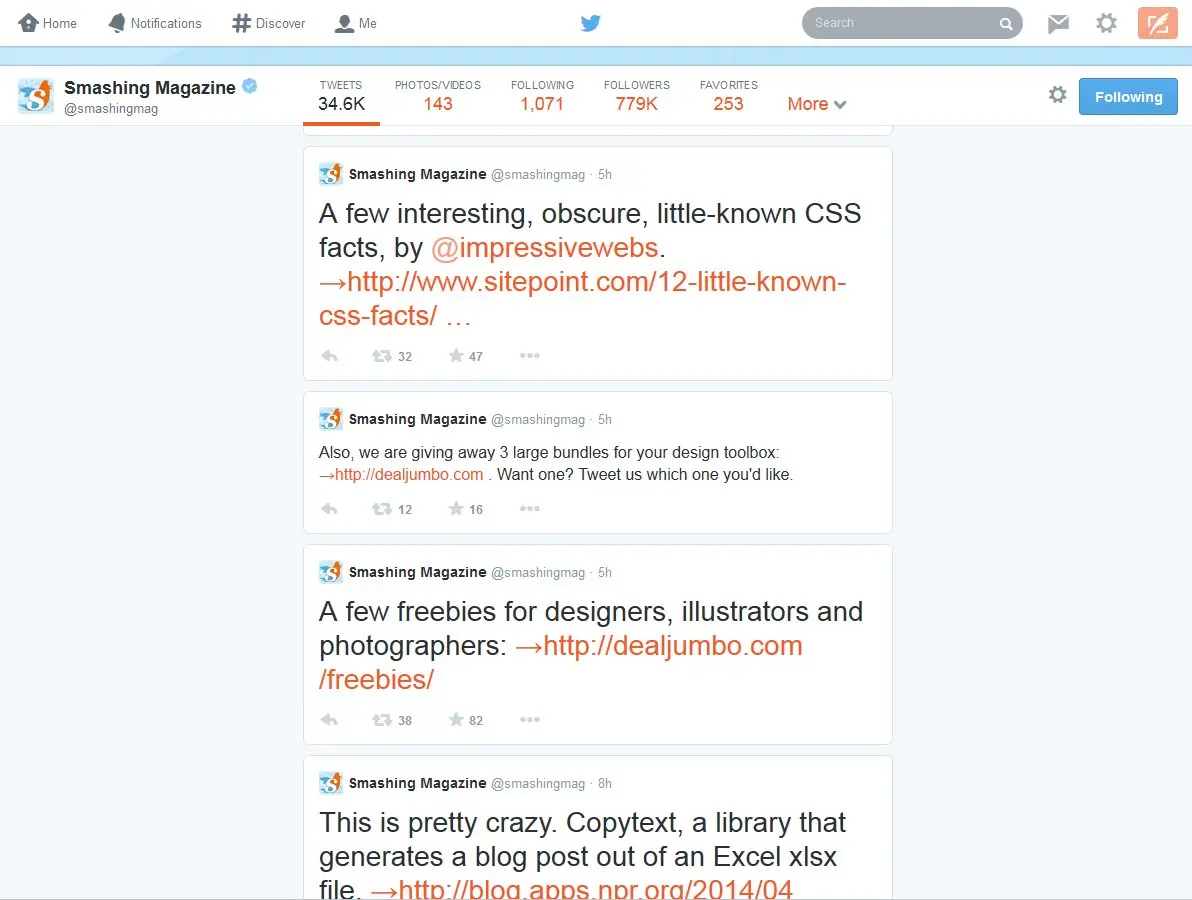 Home Notifications Discover Me Search
Smashing Magazine
@smashingmag
TWEETS PHOTOS/VIDEOS FOLLOWING FOLLOWERS FAVORITES
34.6K 143 1,071 779K 253 More
Following
Smashing Magazine @smashingmag · 5h
A few interesting, obscure, little-known CSS
facts, by @impressivewebs.
→http://www.sitepoint.com/12-little-known-
css-facts/ …
32 47 •••
Smashing Magazine @smashingmag · 5h
Also, we are giving away 3 large bundles for your design toolbox:
→http://dealjumbo.com . Want one? Tweet us which one you'd like.
12 16 •••
Smashing Magazine @smashingmag · 5h
A few freebies for designers, illustrators and
photographers: →http://dealjumbo.com
/freebies/
38 82 •••
Smashing Magazine @smashingmag · 8h
This is pretty crazy. Copytext, a library that
generates a blog post out of an Excel xlsx
file. →http://blog.apps.npr.org/2014/04